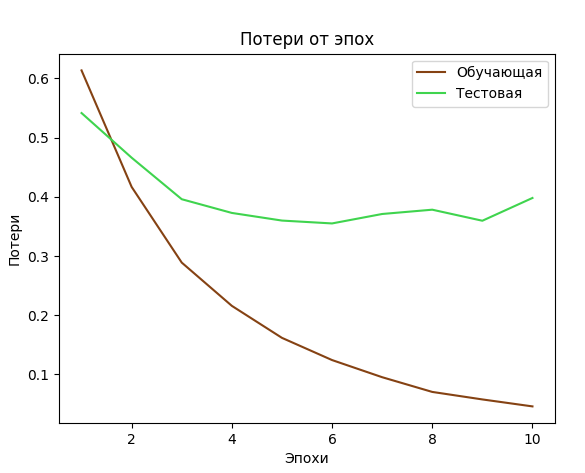 Потери от эпох
Обучающая
Тестовая
Потери
0.6
0.5
0.4
0.3
0.2
0.1
2 4 6 8 10
Эпохи